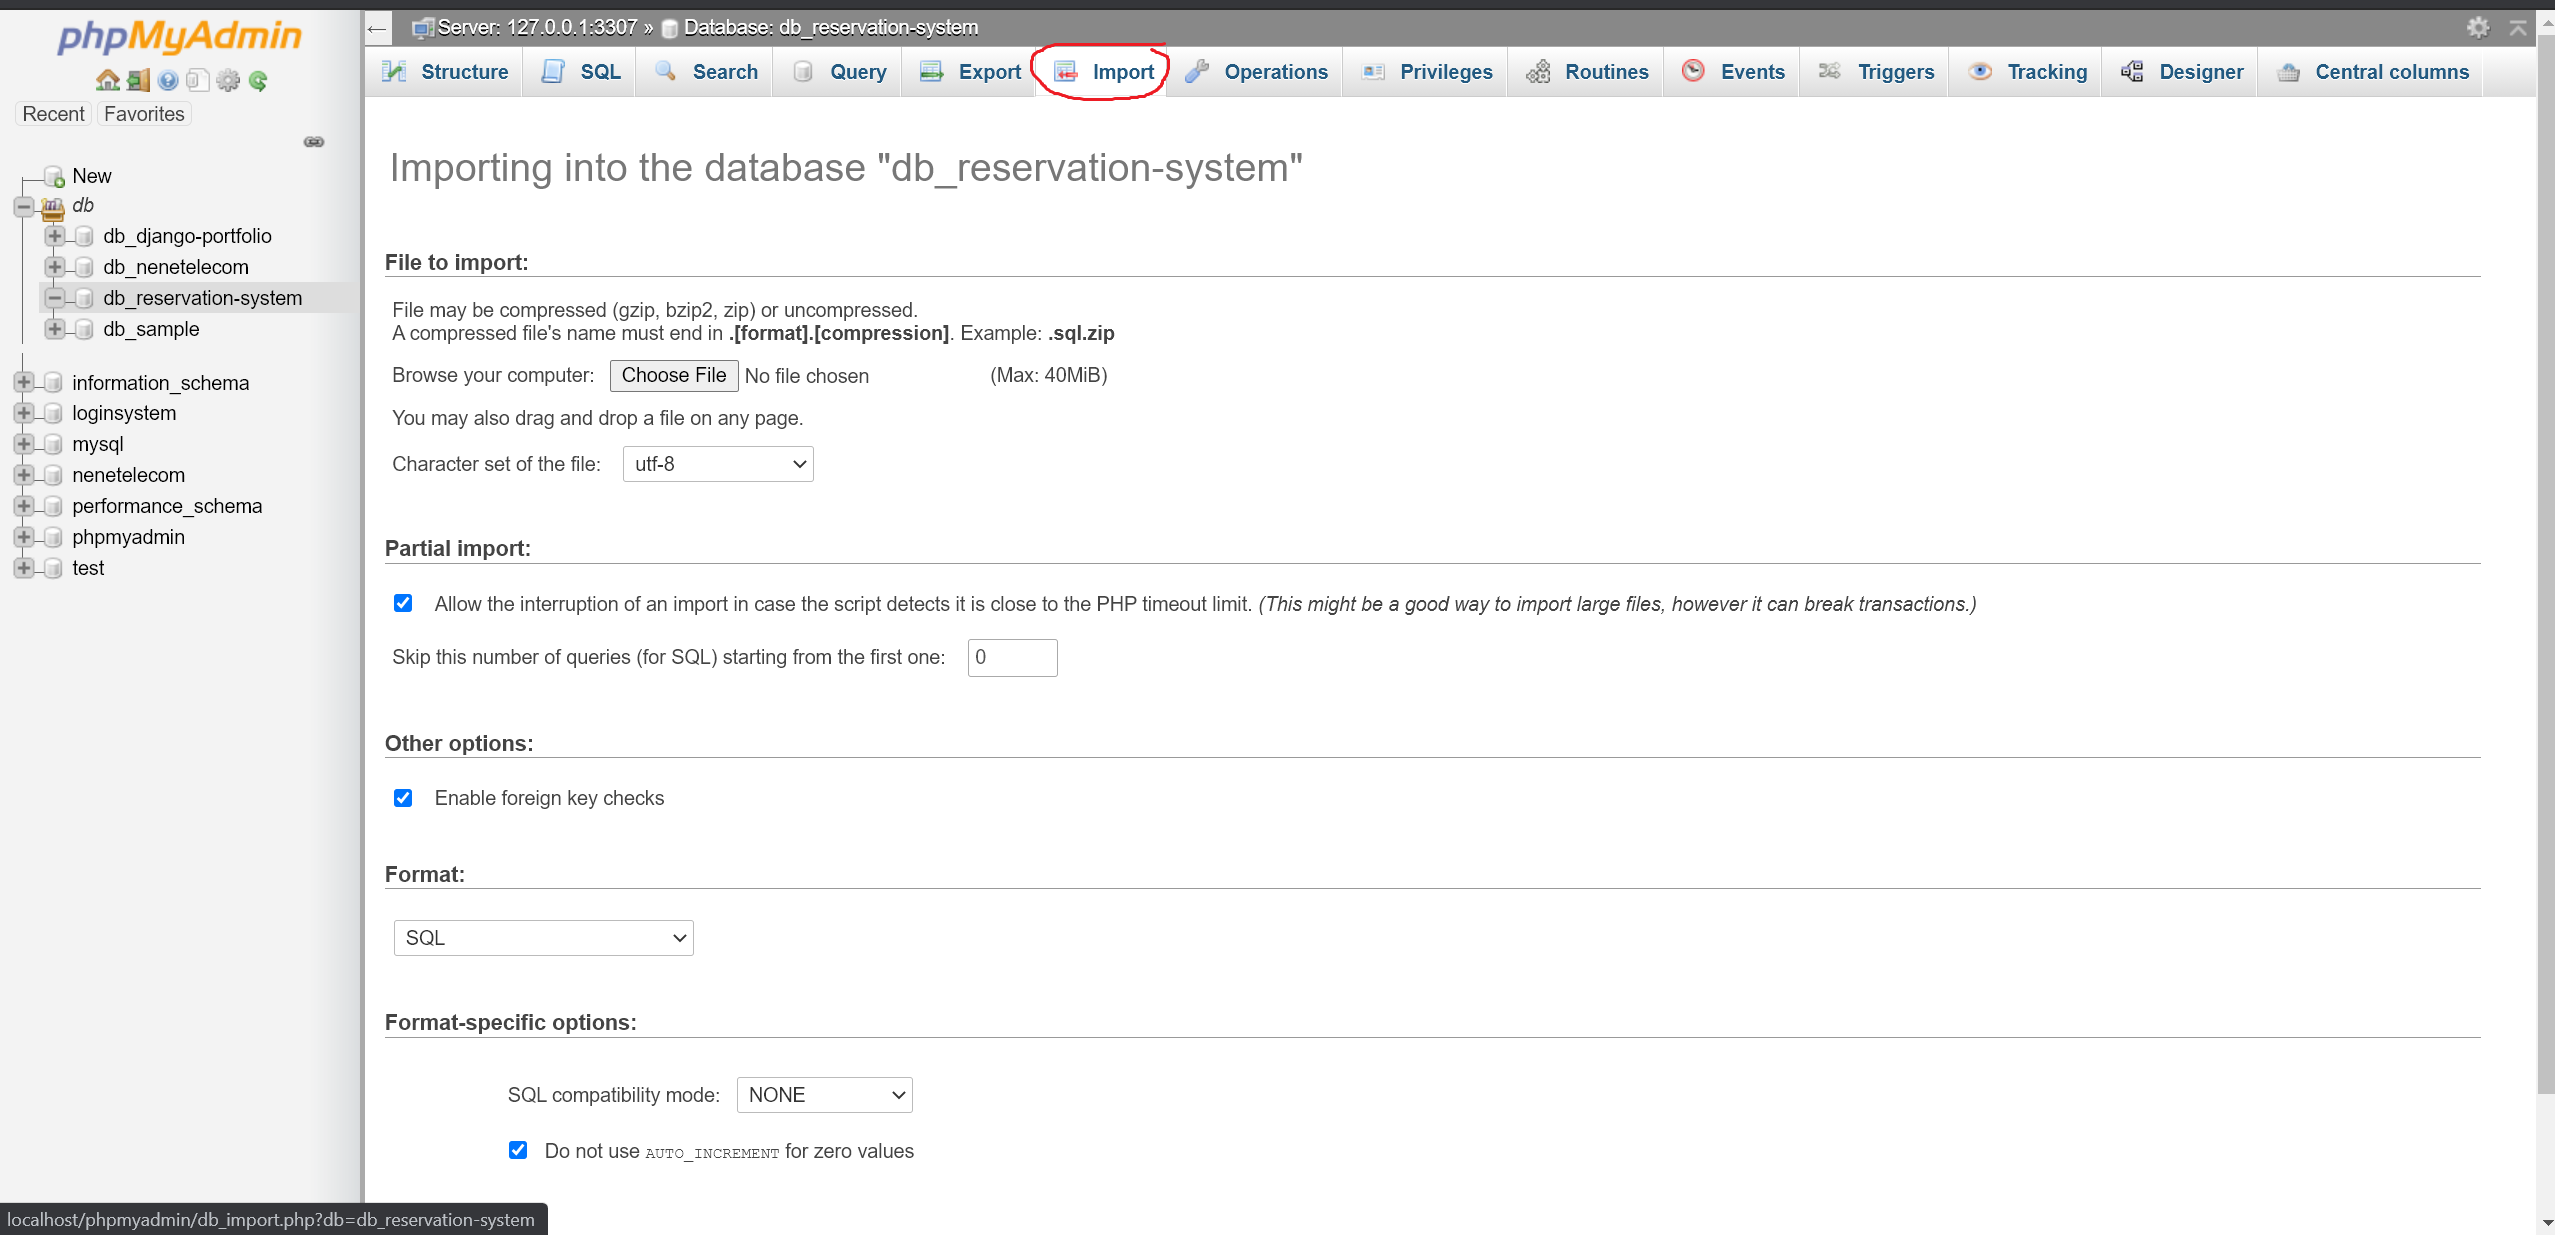 phpMyAdmin
Recent Favorites
New
db
db_django-portfolio
db_nenetelecom
db_reservation-system
db_sample
information_schema
loginsystem
mysql
nenetelecom
performance_schema
phpmyadmin
test
Server: 127.0.0.1:3307 » Database: db_reservation-system
Structure SQL Search Query Export Import Operations Privileges Routines Events Triggers Tracking Designer Central columns
Importing into the database "db_reservation-system"
File to import:
File may be compressed (gzip, bzip2, zip) or uncompressed.
A compressed file's name must end in .[format].[compression]. Example: .sql.zip
Browse your computer: Choose File No file chosen (Max: 40MiB)
You may also drag and drop a file on any page.
Character set of the file: utf-8
Partial import:
Allow the interruption of an import in case the script detects it is close to the PHP timeout limit. (This might be a good way to import large files, however it can break transactions.)
Skip this number of queries (for SQL) starting from the first one: 0
Other options:
Enable foreign key checks
Format:
SQL
Format-specific options:
SQL compatibility mode: NONE
Do not use AUTO_INCREMENT for zero values
localhost/phpmyadmin/db_import.php?db=db_reservation-system